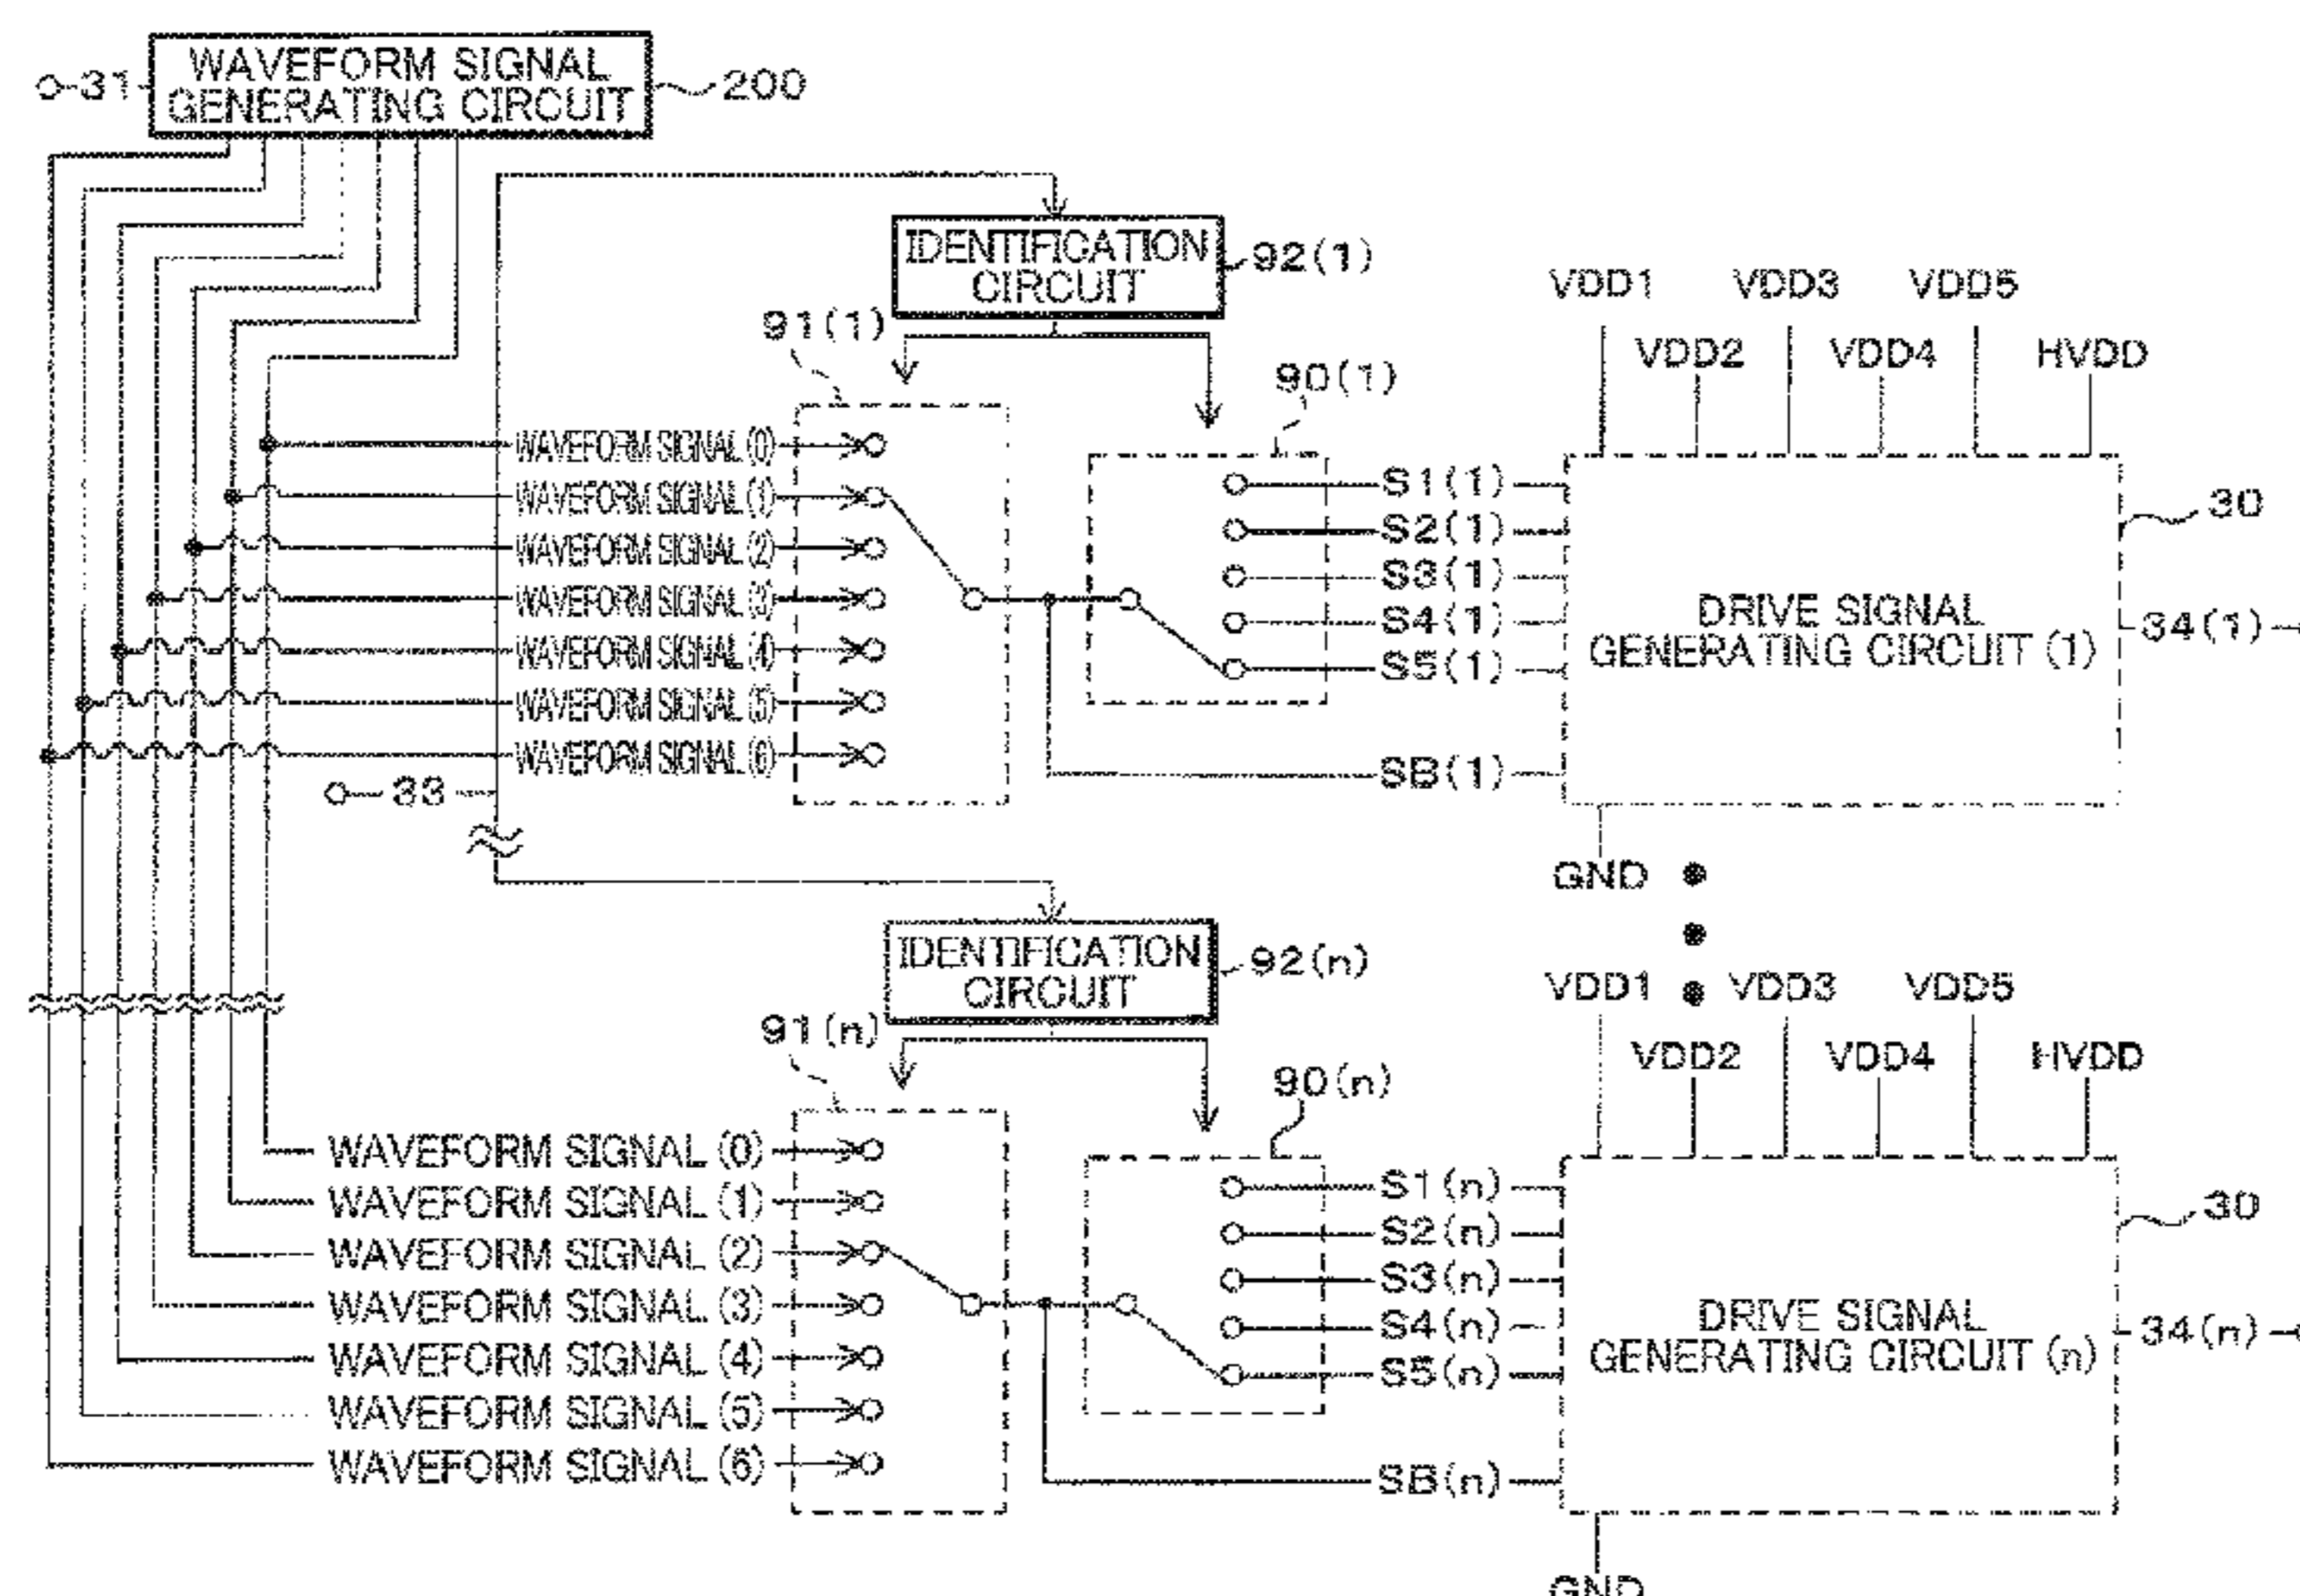 31
WAVEFORM SIGNAL
GENERATING CIRCUIT
200
IDENTIFICATION
CIRCUIT
92(1)
91(1)
90(1)
VDD1
VDD3
VDD5
VDD2
VDD4
HVDD
WAVEFORM SIGNAL (0)
WAVEFORM SIGNAL (1)
WAVEFORM SIGNAL (2)
WAVEFORM SIGNAL (3)
WAVEFORM SIGNAL (4)
WAVEFORM SIGNAL (5)
WAVEFORM SIGNAL (6)
S1(1)
S2(1)
S3(1)
S4(1)
S5(1)
SB(1)
30
DRIVE SIGNAL
GENERATING CIRCUIT (1)
34(1)
33
GND
IDENTIFICATION
CIRCUIT
92(n)
91(n)
90(n)
VDD1
VDD3
VDD5
VDD2
VDD4
HVDD
WAVEFORM SIGNAL (0)
WAVEFORM SIGNAL (1)
WAVEFORM SIGNAL (2)
WAVEFORM SIGNAL (3)
WAVEFORM SIGNAL (4)
WAVEFORM SIGNAL (5)
WAVEFORM SIGNAL (6)
S1(n)
S2(n)
S3(n)
S4(n)
S5(n)
SB(n)
30
DRIVE SIGNAL
GENERATING CIRCUIT (n)
34(n)
GND